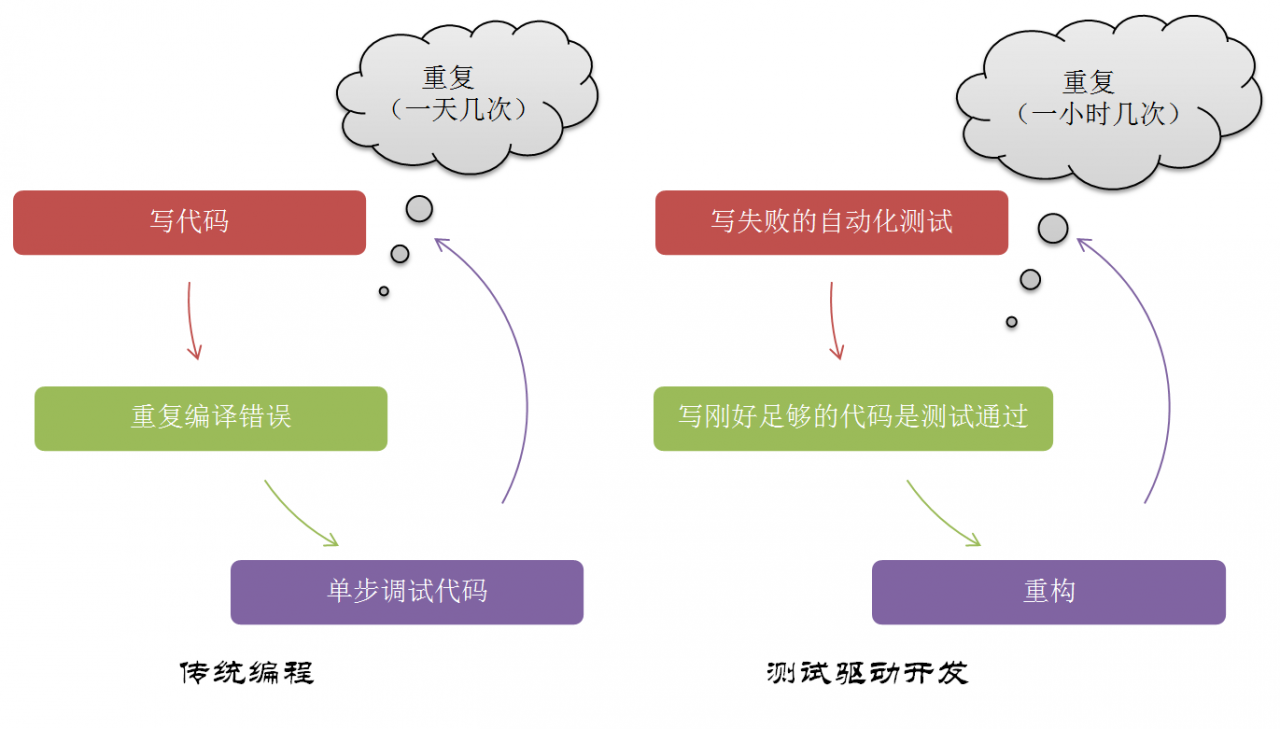 重复
（一天几次）
写代码
重复编译错误
单步调试代码
传统编程
重复
（一小时几次）
写失败的自动化测试
写刚好足够的代码是测试通过
重构
测试驱动开发